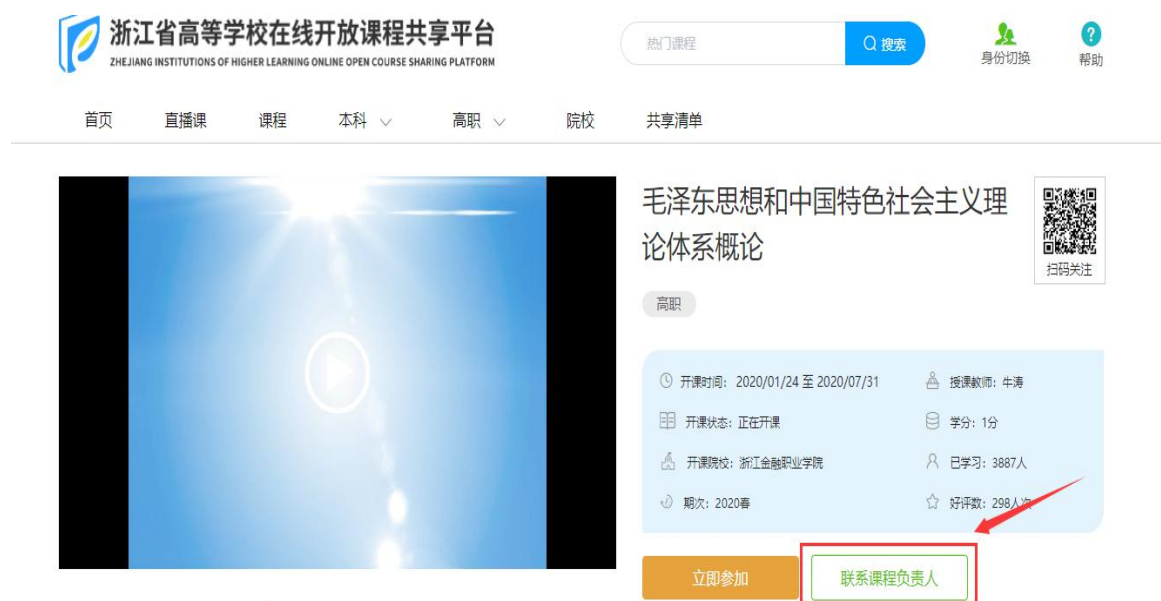 浙江省高等学校在线开放课程共享平台
ZHEJIANG INSTITUTIONS OF HIGHER LEARNING ONLINE OPEN COURSE SHARING PLATFORM
热门课程
搜索
身份切换
?
帮助
首页 直播课 课程 本科 高职 院校 共享清单
毛泽东思想和中国特色社会主义理
论体系概论
扫码关注
高职
开课时间: 2020/01/24 至 2020/07/31 授课教师: 牛涛
开课状态: 正在开课 学分: 1分
开课院校: 浙江金融职业学院 已学习: 3887人
期次: 2020春 好评数: 298人次
立即参加 联系课程负责人